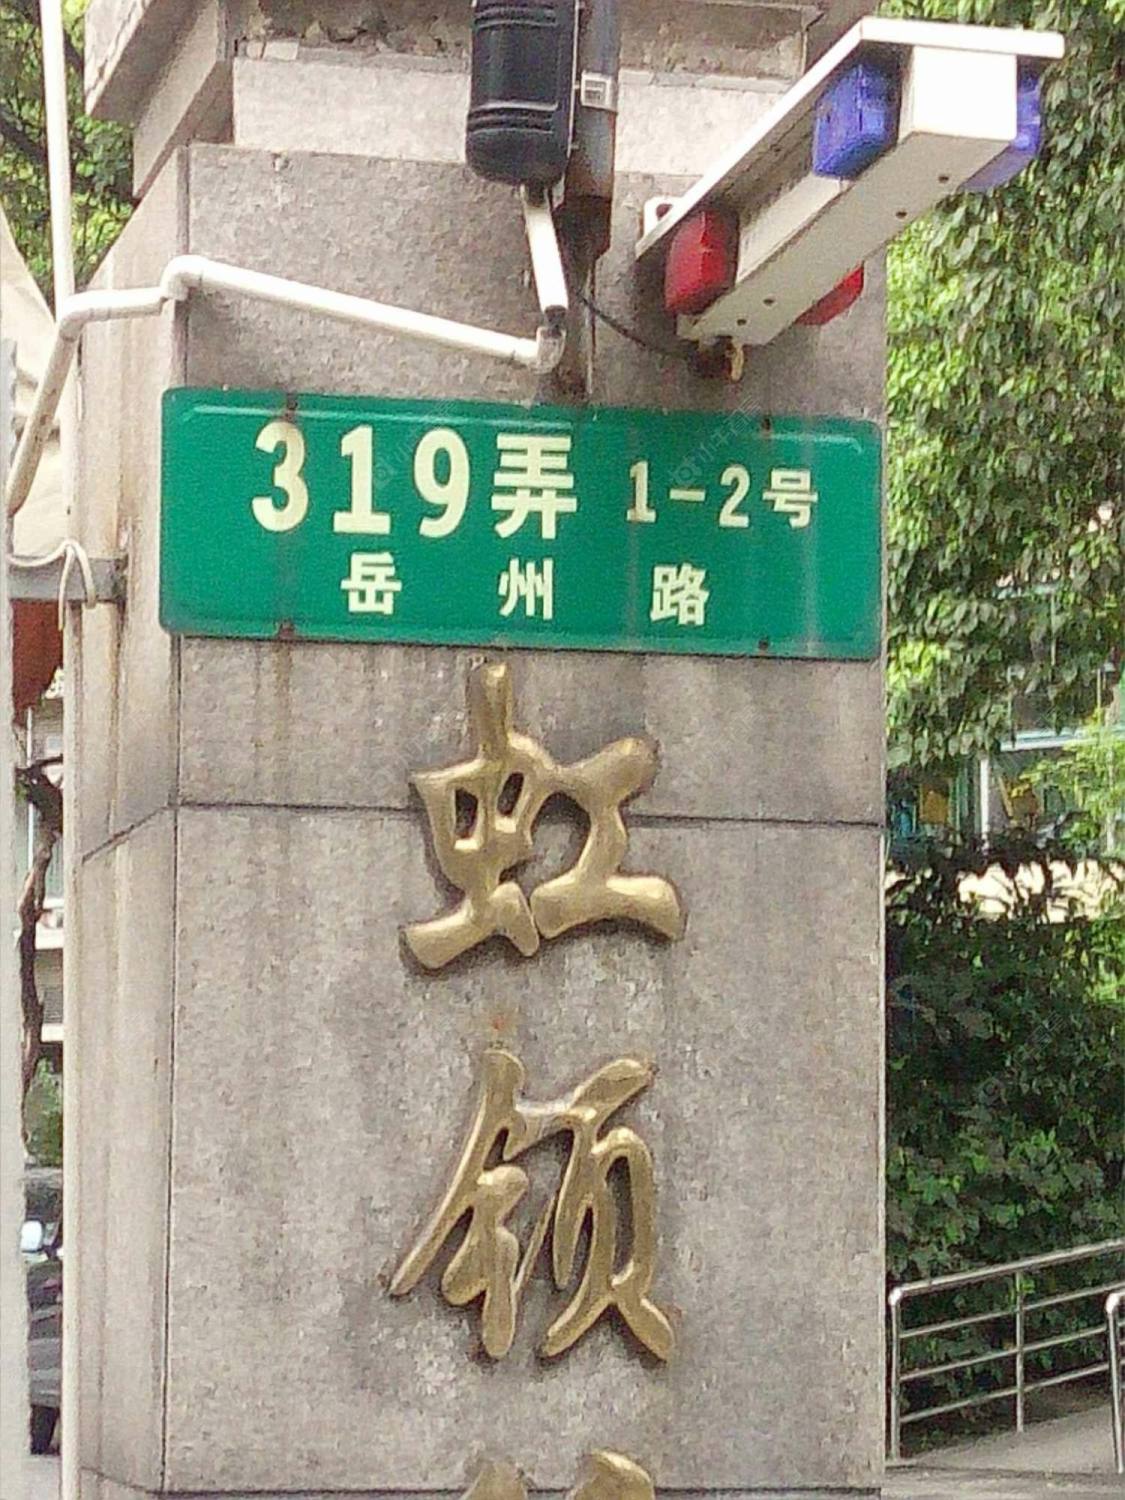 319弄 1-2号
岳州路
虹
领